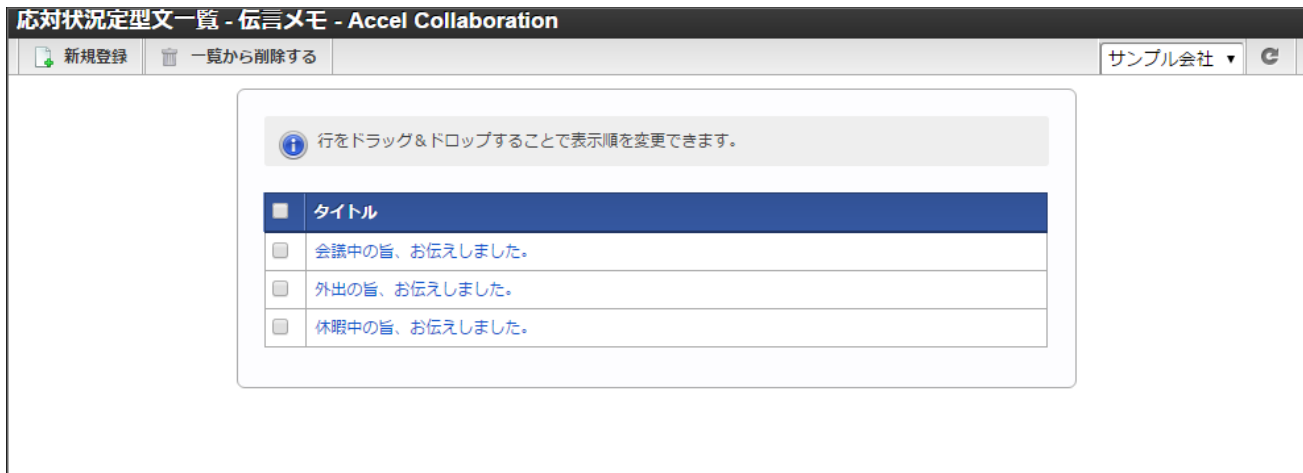 応対状況定型文一覧 - 伝言メモ - Accel Collaboration
新規登録 一覧から削除する サンプル会社
行をドラッグ＆ドロップすることで表示順を変更できます。
タイトル
会議中の旨、お伝えしました。
外出の旨、お伝えしました。
休暇中の旨、お伝えしました。